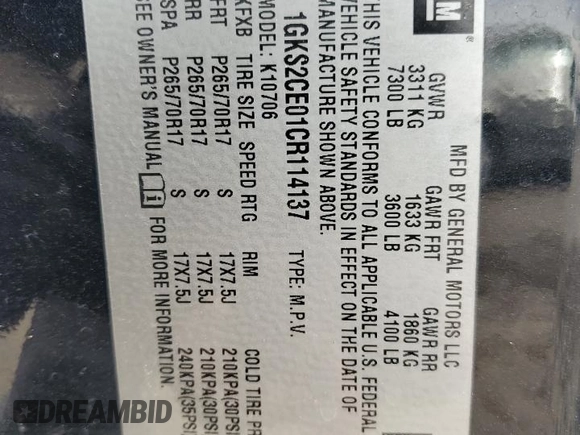 GM
MFD BY GENERAL MOTORS LLC
GVWR GAWR FRT GAWR RR
3311 KG 1633 KG 1860 KG
7300 LB 3600 LB 4100 LB
THIS VEHICLE CONFORMS TO ALL APPLICABLE U.S. FEDERAL
VEHICLE SAFETY STANDARDS IN EFFECT ON THE DATE OF
MANUFACTURE SHOWN ABOVE.
1GKS2CE01CR114137 TYPE: M.P.V.
MODEL: K10706
XFXB TIRE SIZE SPEED RTG RIM COLD TIRE PR
FRT P265/70R17 S 17X7.5J 210KPA(30PSI
RR P265/70R17 S 17X7.5J 210KPA(30PSI
SPA P265/70R17 S 17X7.5J 240KPA(35PSI
OWNER'S MANUAL FOR MORE INFORMATION.
DREAMBID